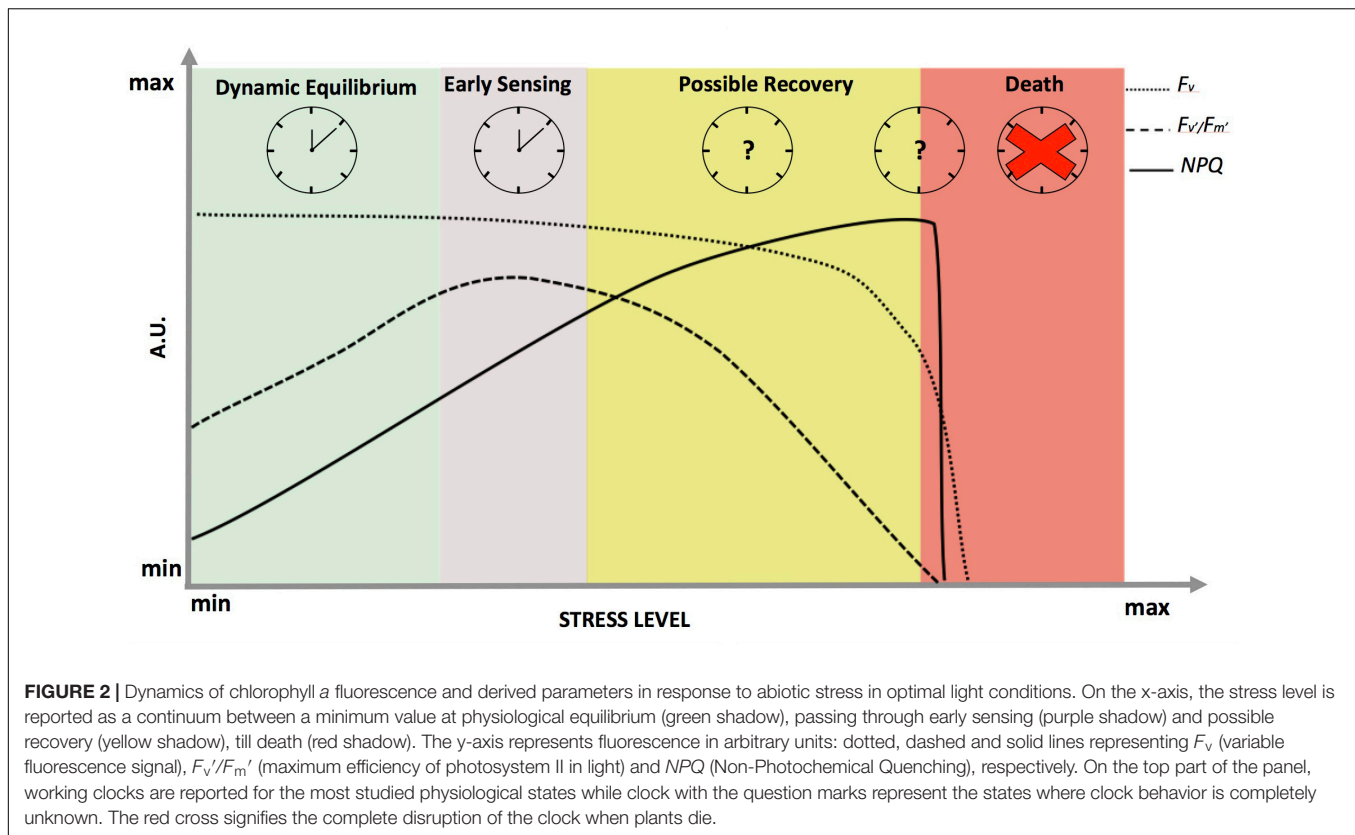 max
Dynamic Equilibrium
Early Sensing
Possible Recovery
Death
?
?
Fv
Fv'/Fm'
NPQ
A.U.
min
min
max
STRESS LEVEL
FIGURE 2 | Dynamics of chlorophyll a fluorescence and derived parameters in response to abiotic stress in optimal light conditions. On the x-axis, the stress level is
reported as a continuum between a minimum value at physiological equilibrium (green shadow), passing through early sensing (purple shadow) and possible
recovery (yellow shadow), till death (red shadow). The y-axis represents fluorescence in arbitrary units: dotted, dashed and solid lines representing Fv (variable
fluorescence signal), Fv′/Fm′ (maximum efficiency of photosystem II in light) and NPQ (Non-Photochemical Quenching), respectively. On the top part of the panel,
working clocks are reported for the most studied physiological states while clock with the question marks represent the states where clock behavior is completely
unknown. The red cross signifies the complete disruption of the clock when plants die.